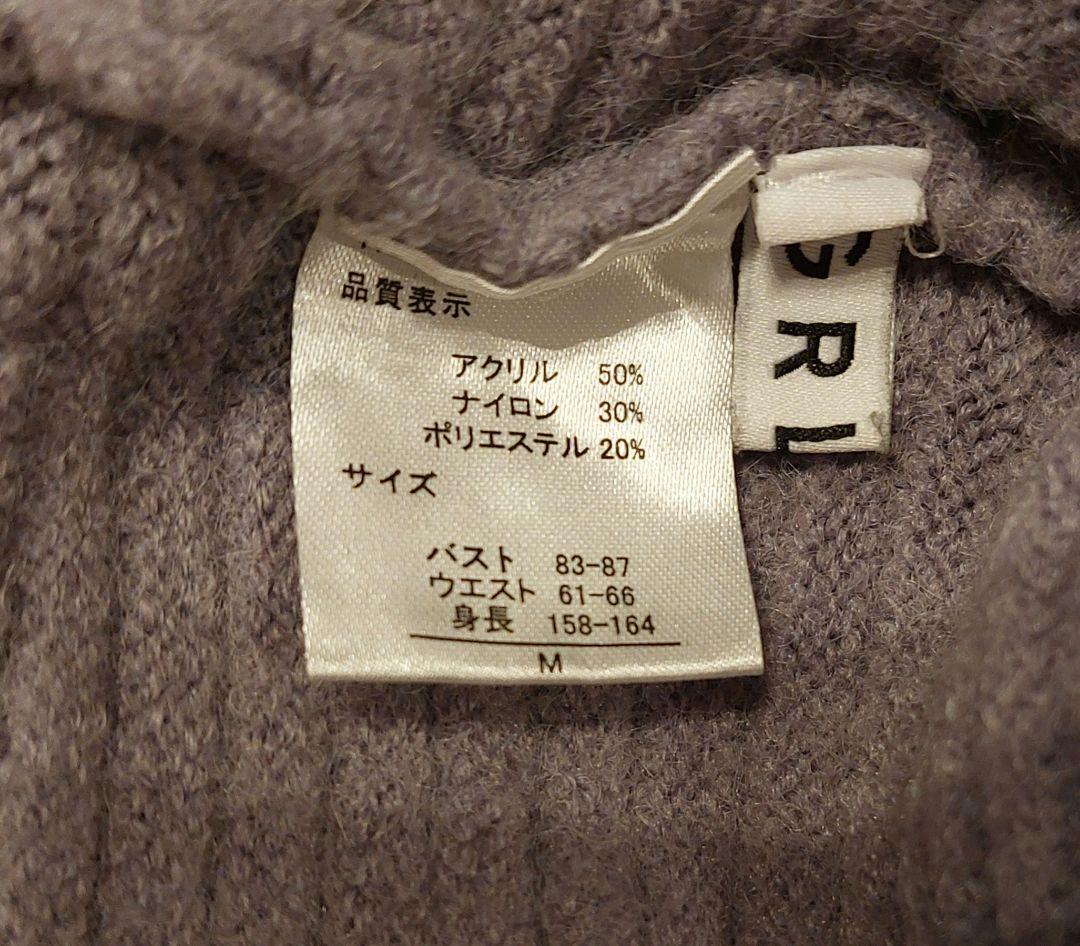 品質表示
アクリル 50%
ナイロン 30%
ポリエステル 20%
サイズ
バスト 83-87
ウエスト 61-66
身長 158-164
M
GRL